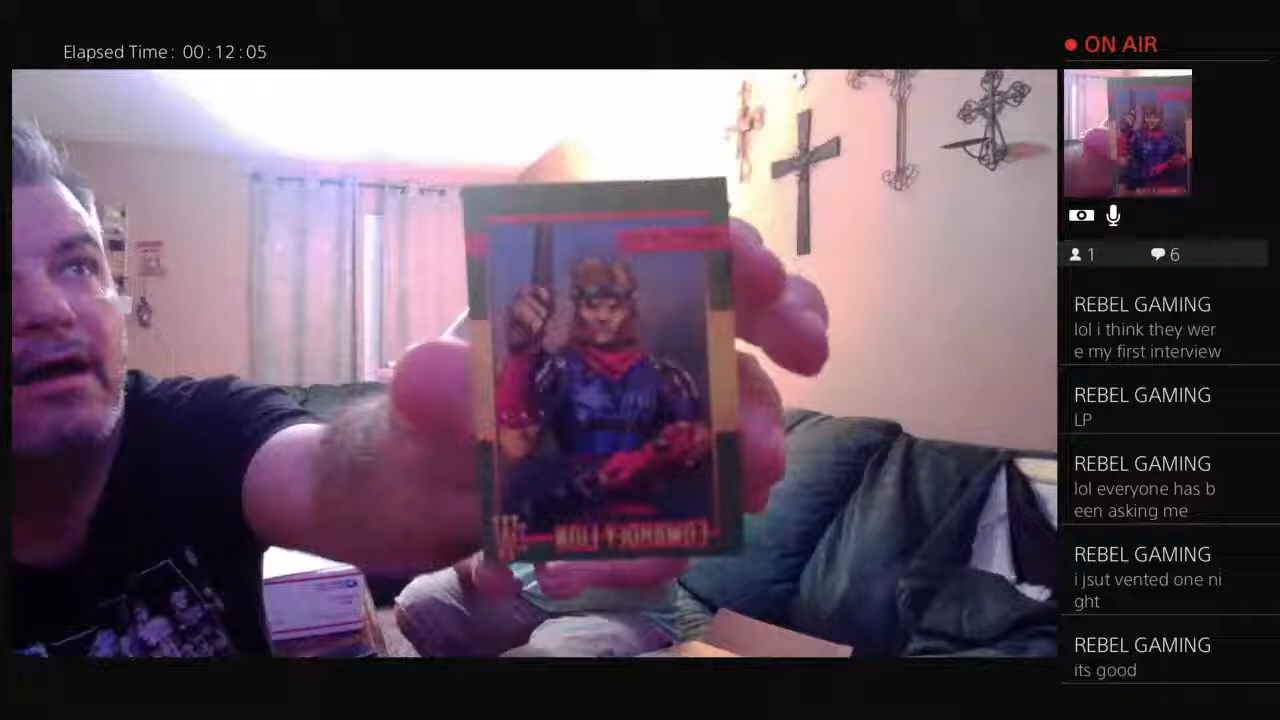 Elapsed Time: 00:12:05
ON AIR
1
6
REBEL GAMING
lol i think they wer
e my first interview
REBEL GAMING
LP
REBEL GAMING
lol everyone has b
een asking me
REBEL GAMING
i jsut vented one ni
ght
REBEL GAMING
its good